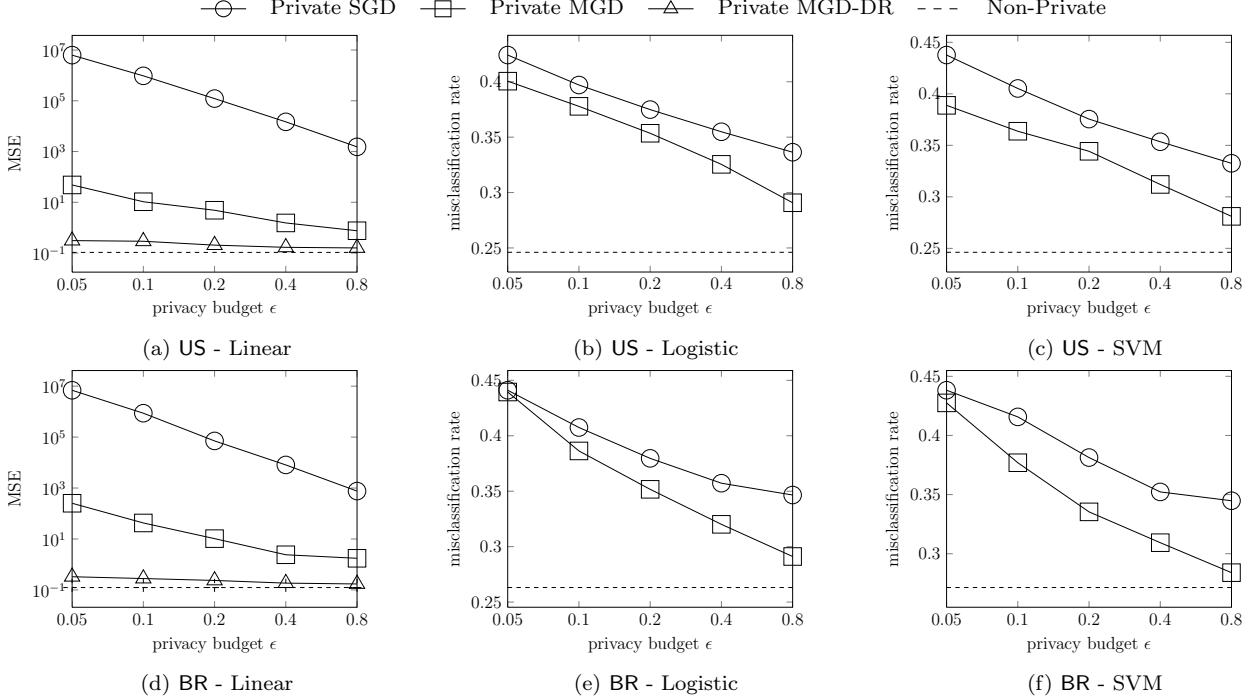 Private SGD Private MGD Private MGD-DR Non-Private
10^7
10^5
10^3
10^1
10^−1
MSE
0.05 0.1 0.2 0.4 0.8
privacy budget ϵ
(a) US - Linear
0.4
0.35
0.3
0.25
misclassification rate
0.05 0.1 0.2 0.4 0.8
privacy budget ϵ
(b) US - Logistic
0.45
0.4
0.35
0.3
0.25
misclassification rate
0.05 0.1 0.2 0.4 0.8
privacy budget ϵ
(c) US - SVM
10^7
10^5
10^3
10^1
10^−1
MSE
0.05 0.1 0.2 0.4 0.8
privacy budget ϵ
(d) BR - Linear
0.45
0.4
0.35
0.3
0.25
misclassification rate
0.05 0.1 0.2 0.4 0.8
privacy budget ϵ
(e) BR - Logistic
0.45
0.4
0.35
0.3
misclassification rate
0.05 0.1 0.2 0.4 0.8
privacy budget ϵ
(f) BR - SVM